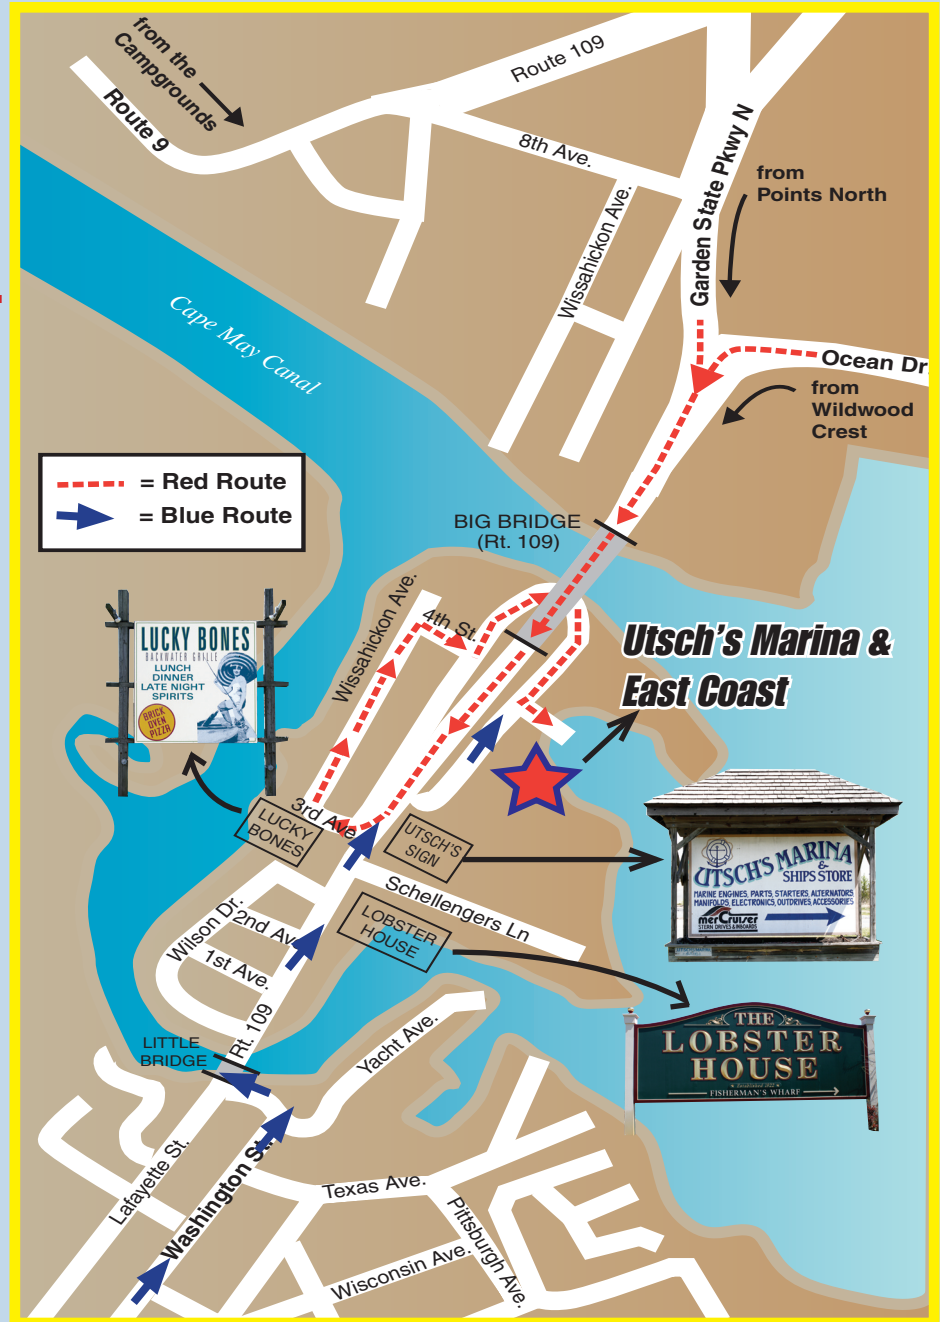 from the
Campgrounds
Route 9
Route 109
8th Ave.
Wissahickon Ave.
Garden State Pkwy N
from
Points North
Ocean Dr.
from
Wildwood
Crest
Cape May Canal
= Red Route
= Blue Route
BIG BRIDGE
(Rt. 109)
LUCKY BONES
BACKWATER GRILLE
LUNCH
DINNER
LATE NIGHT
SPIRITS
BRICK
OVEN
PIZZA
Wissahickon Ave.
4th St.
Utsch's Marina &
East Coast
3rd Ave.
LUCKY
BONES
UTSCH'S
SIGN
UTSCH'S MARINA
&
SHIPS STORE
MARINE ENGINES, PARTS, STARTERS, ALTERNATORS
MANIFOLDS, ELECTRONICS, OUTDRIVES, ACCESSORIES
merCruiser
STERN DRIVES & INBOARDS
Schellengers Ln
LOBSTER
HOUSE
Wilson Dr.
2nd Av
1st Ave.
Rt. 109
LITTLE
BRIDGE
Yacht Ave.
THE
LOBSTER
HOUSE
FISHERMAN'S WHARF
Lafayette St.
Washington St.
Texas Ave.
Pittsburgh Ave.
Wisconsin Ave.